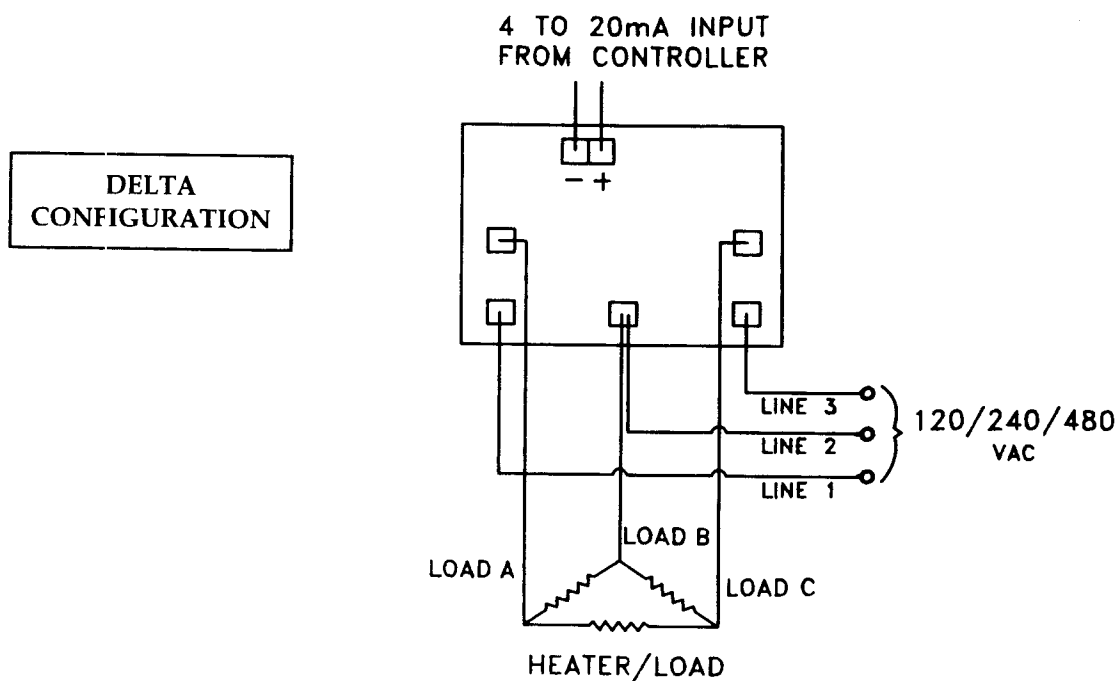 4 TO 20mA INPUT
FROM CONTROLLER
DELTA
CONFIGURATION
- +
LINE 3
LINE 2
LINE 1
120/240/480
VAC
LOAD B
LOAD A
LOAD C
HEATER/LOAD